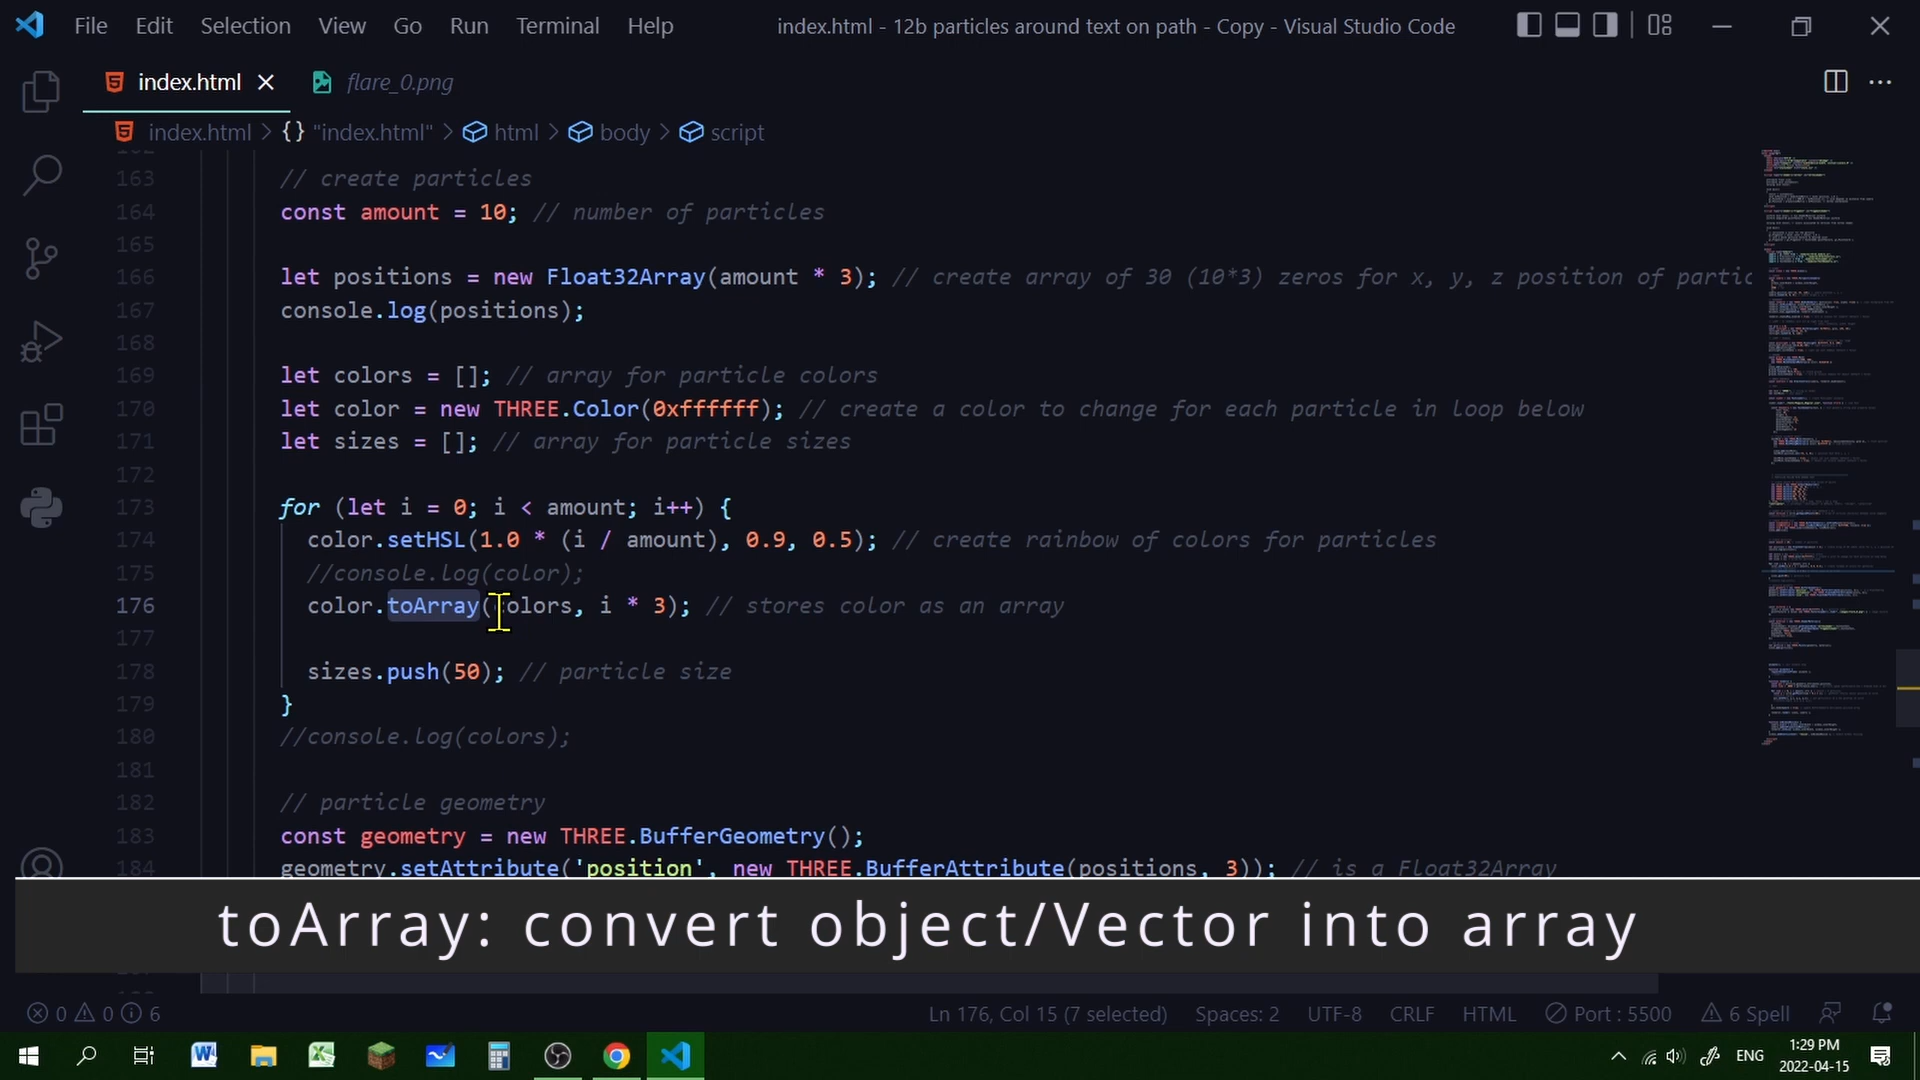 File Edit Selection View Go Run Terminal Help index.html - 12b particles around text on path - Copy - Visual Studio Code
index.html flare_0.png
index.html > {} "index.html" > html > body > script
163 // create particles
164 const amount = 10; // number of particles
165
166 let positions = new Float32Array(amount * 3); // create array of 30 (10*3) zeros for x, y, z position of partic
167 console.log(positions);
168
169 let colors = []; // array for particle colors
170 let color = new THREE.Color(0xffffff); // create a color to change for each particle in loop below
171 let sizes = []; // array for particle sizes
172
173 for (let i = 0; i < amount; i++) {
174 color.setHSL(1.0 * (i / amount), 0.9, 0.5); // create rainbow of colors for particles
175 //console.log(color);
176 color.toArray(colors, i * 3); // stores color as an array
177
178 sizes.push(50); // particle size
179 }
180 //console.log(colors);
181
182 // particle geometry
183 const geometry = new THREE.BufferGeometry();
184 geometry.setAttribute('position', new THREE.BufferAttribute(positions, 3)); // is a Float32Array
toArray: convert object/Vector into array
0 0 6 Ln 176, Col 15 (7 selected) Spaces: 2 UTF-8 CRLF HTML Port : 5500 6 Spell
ENG 1:29 PM
2022-04-15